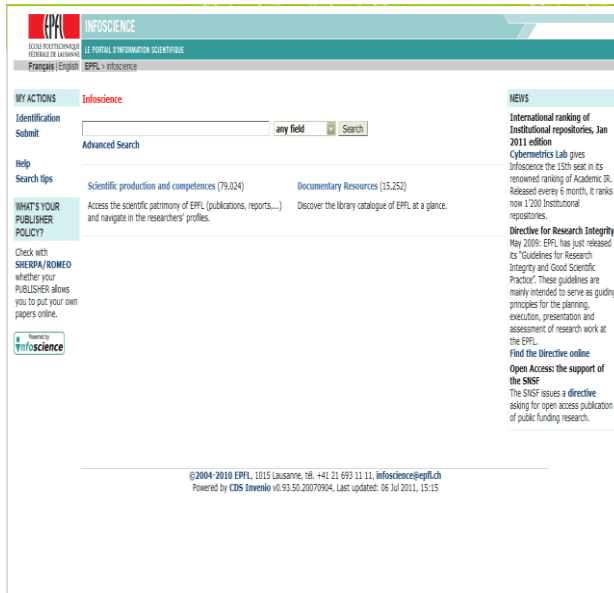 EPFL
ÉCOLE POLYTECHNIQUE
FÉDÉRALE DE LAUSANNE
INFOSCIENCE
LE PORTAIL D'INFORMATION SCIENTIFIQUE
Français | English
EPFL > infoscience
MY ACTIONS
Identification
Submit
Help
Search tips
WHAT'S YOUR
PUBLISHER
POLICY?
Check with
SHERPA/ROMEO
whether your
PUBLISHER allows
you to put your own
papers online.
Powered by
infoscience
Infoscience
any field
Search
Advanced Search
Scientific production and competences (79,024)
Access the scientific patrimony of EPFL (publications, reports,...)
and navigate in the researchers' profiles.
Documentary Resources (15,252)
Discover the library catalogue of EPFL at a glance.
NEWS
International ranking of
Institutional repositories, Jan
2011 edition
Cybermetrics Lab gives
Infoscience the 15th seat in its
renowned ranking of Academic IR.
Released everey 6 month, it ranks
now 1'200 Institutional
repositories.
Directive for Research Integrity
May 2009: EPFL has just released
its "Guidelines for Research
Integrity and Good Scientific
Practice". These guidelines are
mainly intended to serve as guiding
principles for the planning,
execution, presentation and
assessment of research work at
the EPFL.
Find the Directive online
Open Access: the support of
the SNSF
The SNSF issues a directive
asking for open access publication
of public funding research.
©2004-2010 EPFL, 1015 Lausanne, tél. +41 21 693 11 11, infoscience@epfl.ch
Powered by CDS Invenio v0.93.50.20070904, Last updated: 06 Jul 2011, 15:15